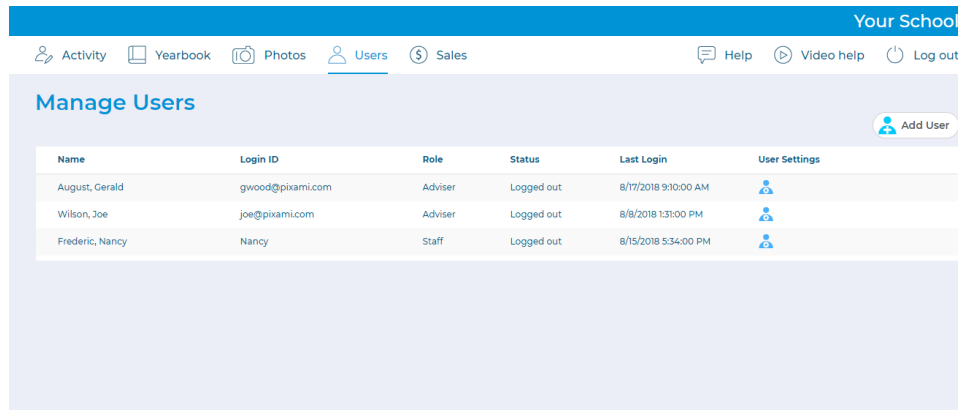 Your School
Activity Yearbook Photos Users $ Sales Help Video help Log out
Manage Users
Add User
Name Login ID Role Status Last Login User Settings
August, Gerald gwood@pixami.com Adviser Logged out 8/17/2018 9:10:00 AM
Wilson, Joe joe@pixami.com Adviser Logged out 8/8/2018 1:31:00 PM
Frederic, Nancy Nancy Staff Logged out 8/15/2018 5:34:00 PM